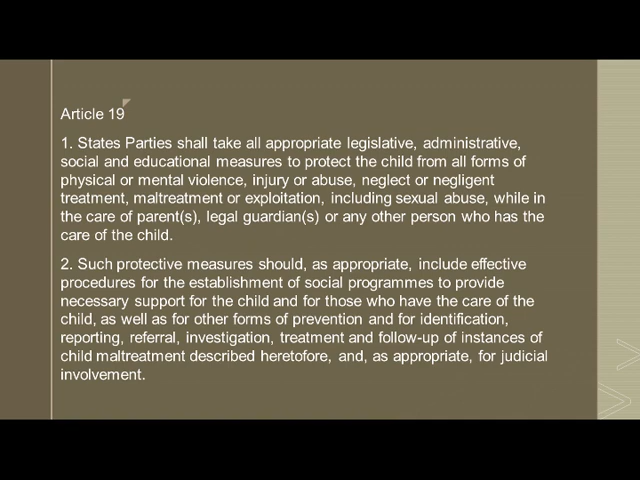 Article 19
1. States Parties shall take all appropriate legislative, administrative,
social and educational measures to protect the child from all forms of
physical or mental violence, injury or abuse, neglect or negligent
treatment, maltreatment or exploitation, including sexual abuse, while in
the care of parent(s), legal guardian(s) or any other person who has the
care of the child.
2. Such protective measures should, as appropriate, include effective
procedures for the establishment of social programmes to provide
necessary support for the child and for those who have the care of the
child, as well as for other forms of prevention and for identification,
reporting, referral, investigation, treatment and follow-up of instances of
child maltreatment described heretofore, and, as appropriate, for judicial
involvement.